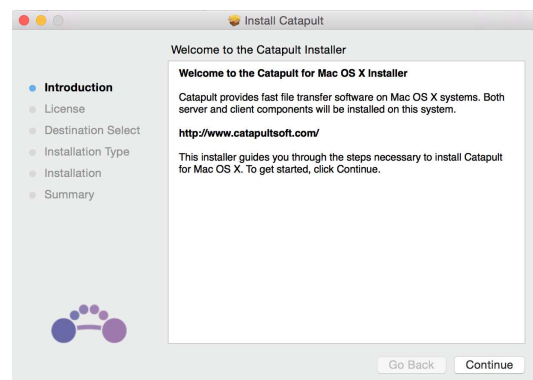 Install Catapult
Welcome to the Catapult Installer
Introduction
License
Destination Select
Installation Type
Installation
Summary
Welcome to the Catapult for Mac OS X Installer
Catapult provides fast file transfer software on Mac OS X systems. Both
server and client components will be installed on this system.
http://www.catapultsoft.com/
This installer guides you through the steps necessary to install Catapult
for Mac OS X. To get started, click Continue.
Go Back
Continue